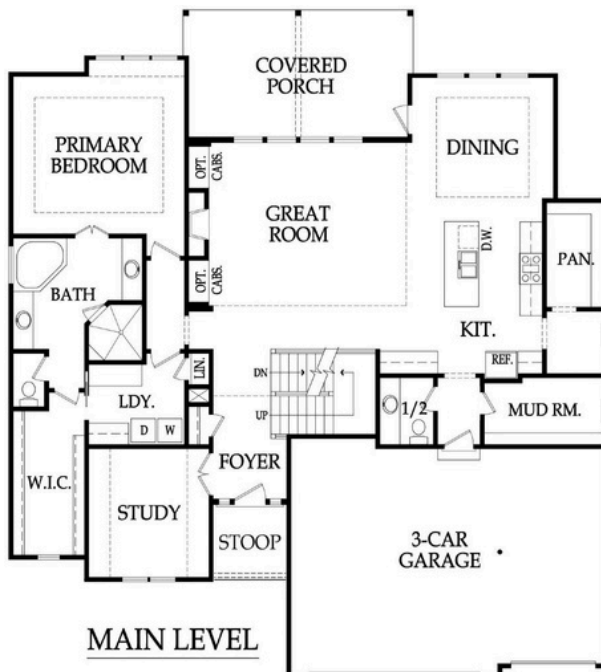 COVERED
PORCH
PRIMARY
BEDROOM
DINING
OPT.
CABS.
GREAT
ROOM
D.W.
PAN.
BATH
OPT.
CABS.
KIT.
REF.
LIN.
DN
LDY.
UP
1/2
MUD RM.
D
W
FOYER
W.I.C.
STUDY
STOOP
3-CAR
GARAGE
MAIN LEVEL